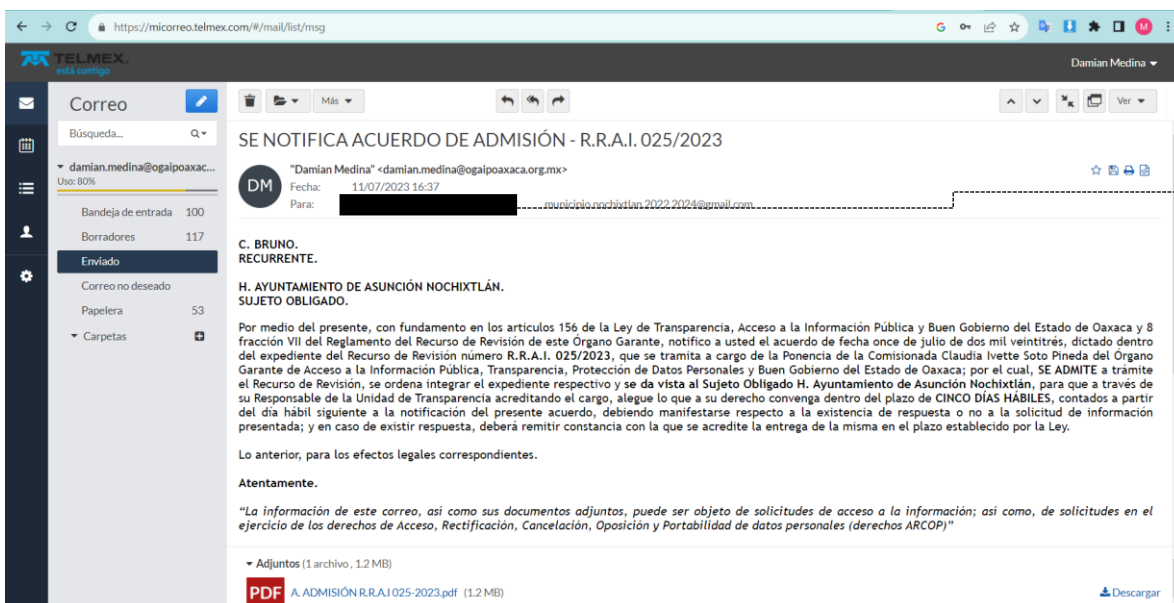 https://micorreo.telmex.com/#/mail/list/msg
TELMEX.
está contigo
Damian Medina
Correo
Búsqueda...
damian.medina@ogaipoaxac...
Uso: 80%
Bandeja de entrada 100
Borradores 117
Enviado
Correo no deseado
Papelera 53
Carpetas
Más
Ver
SE NOTIFICA ACUERDO DE ADMISIÓN - R.R.A.I. 025/2023
DM
"Damian Medina" <damian.medina@ogaipoaxaca.org.mx>
Fecha: 11/07/2023 16:37
Para: municipio.nochixtlan.2022.2024@gmail.com
C. BRUNO.
RECURRENTE.
H. AYUNTAMIENTO DE ASUNCIÓN NOCHIXTLÁN.
SUJETO OBLIGADO.
Por medio del presente, con fundamento en los articulos 156 de la Ley de Transparencia, Acceso a la Información Pública y Buen Gobierno del Estado de Oaxaca y 8
fracción VII del Reglamento del Recurso de Revisión de este Órgano Garante, notifico a usted el acuerdo de fecha once de julio de dos mil veintitrés, dictado dentro
del expediente del Recurso de Revisión número R.R.A.I. 025/2023, que se tramita a cargo de la Ponencia de la Comisionada Claudia Ivette Soto Pineda del Órgano
Garante de Acceso a la Información Pública, Transparencia, Protección de Datos Personales y Buen Gobierno del Estado de Oaxaca; por el cual, SE ADMITE a trámite
el Recurso de Revisión, se ordena integrar el expediente respectivo y se da vista al Sujeto Obligado H. Ayuntamiento de Asunción Nochixtlán, para que a través de
su Responsable de la Unidad de Transparencia acreditando el cargo, alegue lo que a su derecho convenga dentro del plazo de CINCO DÍAS HÁBILES, contados a partir
del día hábil siguiente a la notificación del presente acuerdo, debiendo manifestarse respecto a la existencia de respuesta o no a la solicitud de información
presentada; y en caso de existir respuesta, deberá remitir constancia con la que se acredite la entrega de la misma en el plazo establecido por la Ley.
Lo anterior, para los efectos legales correspondientes.
Atentamente.
"La información de este correo, así como sus documentos adjuntos, puede ser objeto de solicitudes de acceso a la información; así como, de solicitudes en el
ejercicio de los derechos de Acceso, Rectificación, Cancelación, Oposición y Portabilidad de datos personales (derechos ARCOP)"
Adjuntos (1 archivo, 1.2 MB)
PDF A. ADMISIÓN R.R.A.I 025-2023.pdf (1.2 MB) Descargar